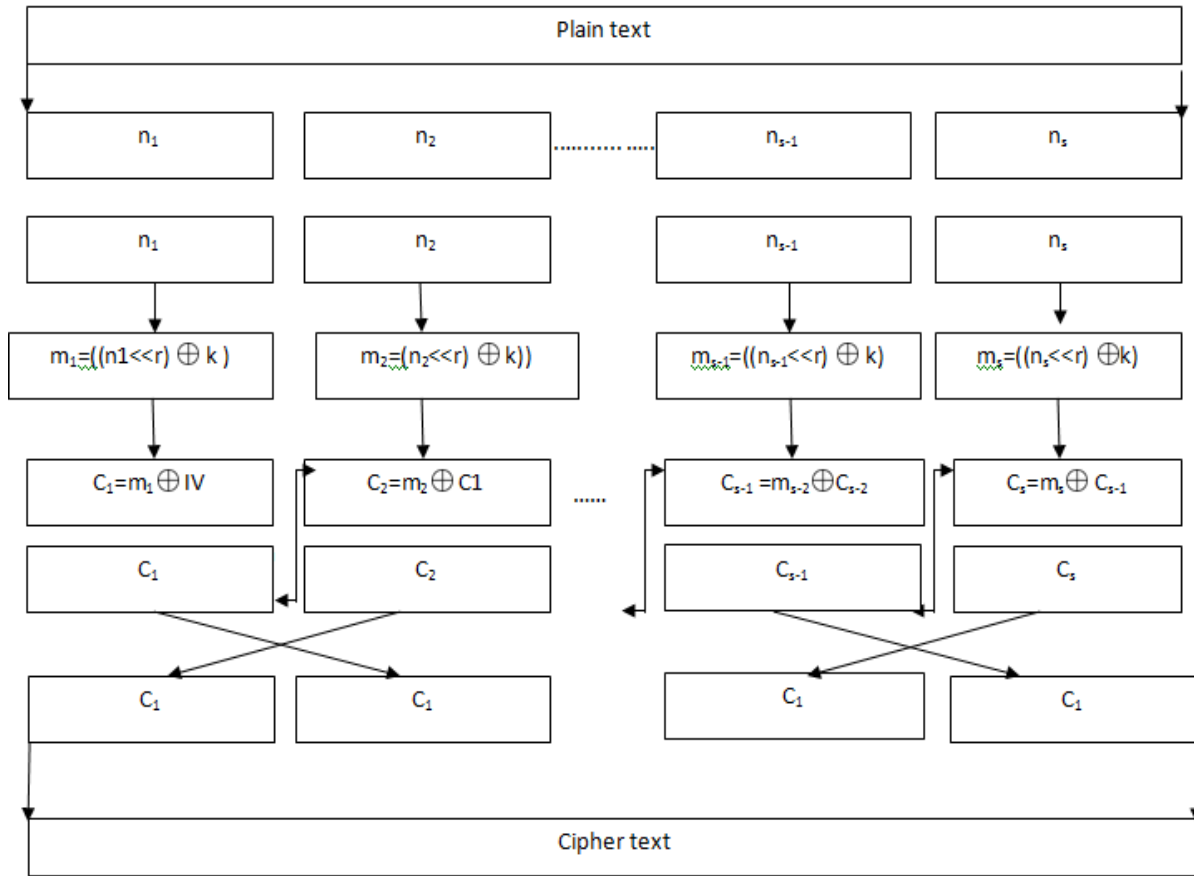 Plain text
n₁ n₂ ........... ..... nₛ₋₁ nₛ
n₁ n₂ nₛ₋₁ nₛ
m₁=((n1<<r) ⊕ k ) m₂=(n₂<<r) ⊕ k)) mₛ₋₁=((nₛ₋₁<<r) ⊕ k) mₛ=((nₛ<<r) ⊕k)
C₁=m₁ ⊕ IV C₂=m₂ ⊕ C1 ...... Cₛ₋₁ =mₛ₋₂⊕Cₛ₋₂ Cₛ=mₛ⊕ Cₛ₋₁
C₁ C₂ Cₛ₋₁ Cₛ
C₁ C₁ C₁ C₁
Cipher text